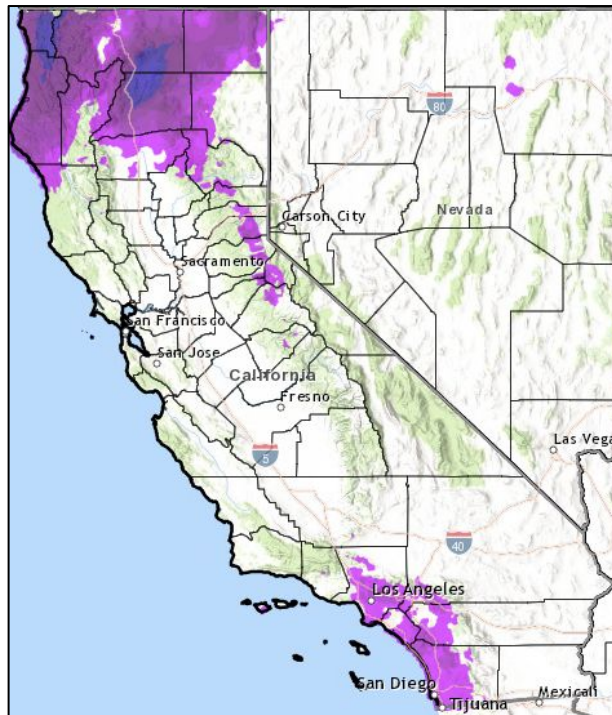 80
Carson City
Nevada
Sacramento
San Francisco
San Jose
California
Fresno
Las Vega
5
40
Los Angeles
San Diego
Tijuana
Mexicali